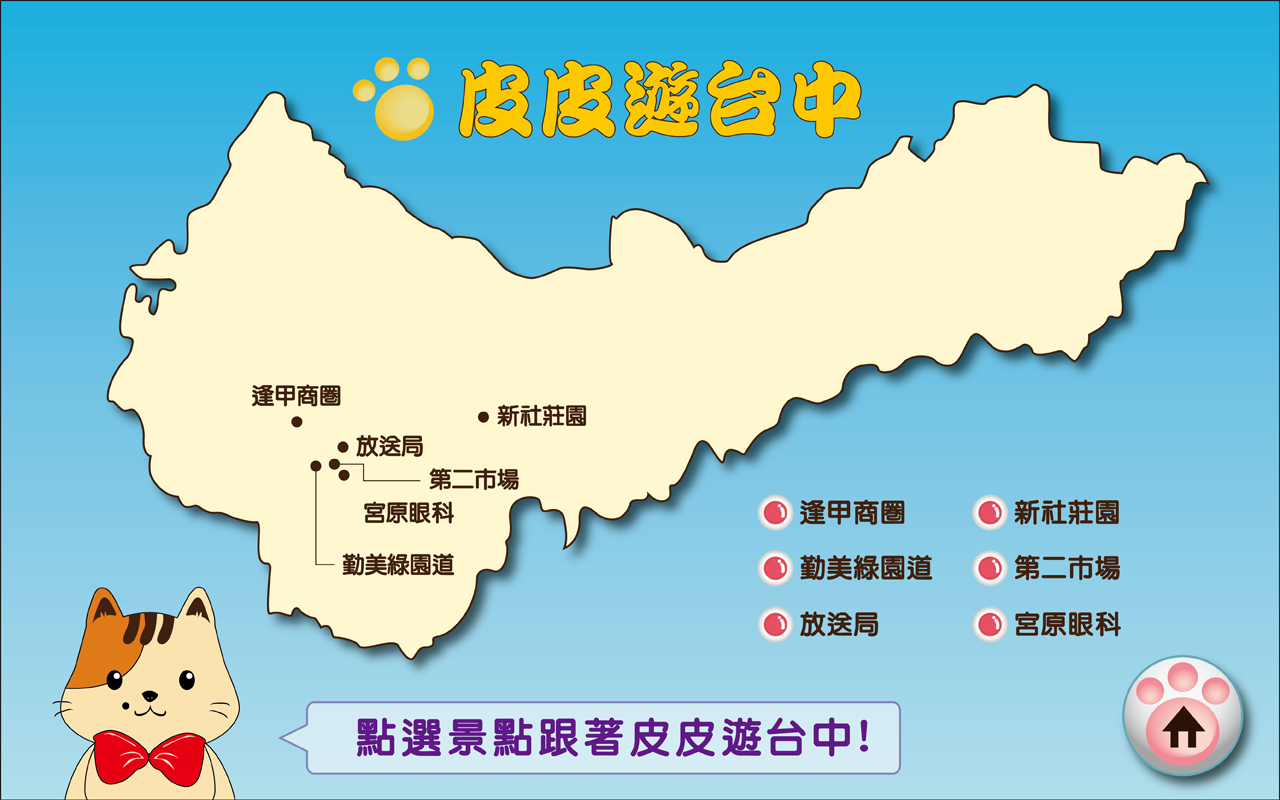 皮皮遊台中
逢甲商圈
新社莊園
放送局
第二市場
宮原眼科
勤美綠園道
逢甲商圈
新社莊園
勤美綠園道
第二市場
放送局
宮原眼科
點選景點跟著皮皮遊台中!